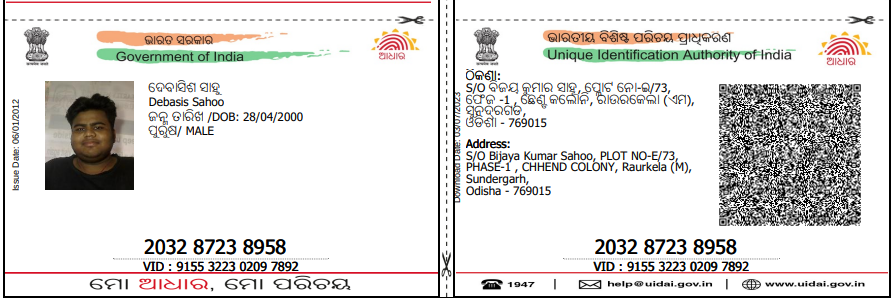 ଭାରତ ସରକାର
Government of India
ଆଧାର
Issue Date: 06/01/2012
ଦେବାସିଶ ସାହୁ
Debasis Sahoo
ଜନ୍ମ ତାରିଖ /DOB: 28/04/2000
ପୁରୁଷ/ MALE
2032 8723 8958
VID : 9155 3223 0209 7892
ମୋ ଆଧାର, ମୋ ପରିଚୟ
ଭାରତୀୟ ବିଶିଷ୍ଟ ପରିଚୟ ପ୍ରାଧିକରଣ
Unique Identification Authority of India
ଆଧାର
Download Date: 03/07/2023
ଠିକଣା:
S/O ବିଜୟ କୁମାର ସାହୁ, ପ୍ଲୋଟ ନୋ-ଇ/73,
ଫେଜ -1 , ଛେଣ୍ଡ କଲୋନି, ରାଉରକେଲା (ଏମ),
ସୁନ୍ଦରଗଡ,
ଓଡିଶା - 769015
Address:
S/O Bijaya Kumar Sahoo, PLOT NO-E/73,
PHASE-1 , CHHEND COLONY, Raurkela (M),
Sundergarh,
Odisha - 769015
2032 8723 8958
VID : 9155 3223 0209 7892
1947
help@uidai.gov.in
www.uidai.gov.in